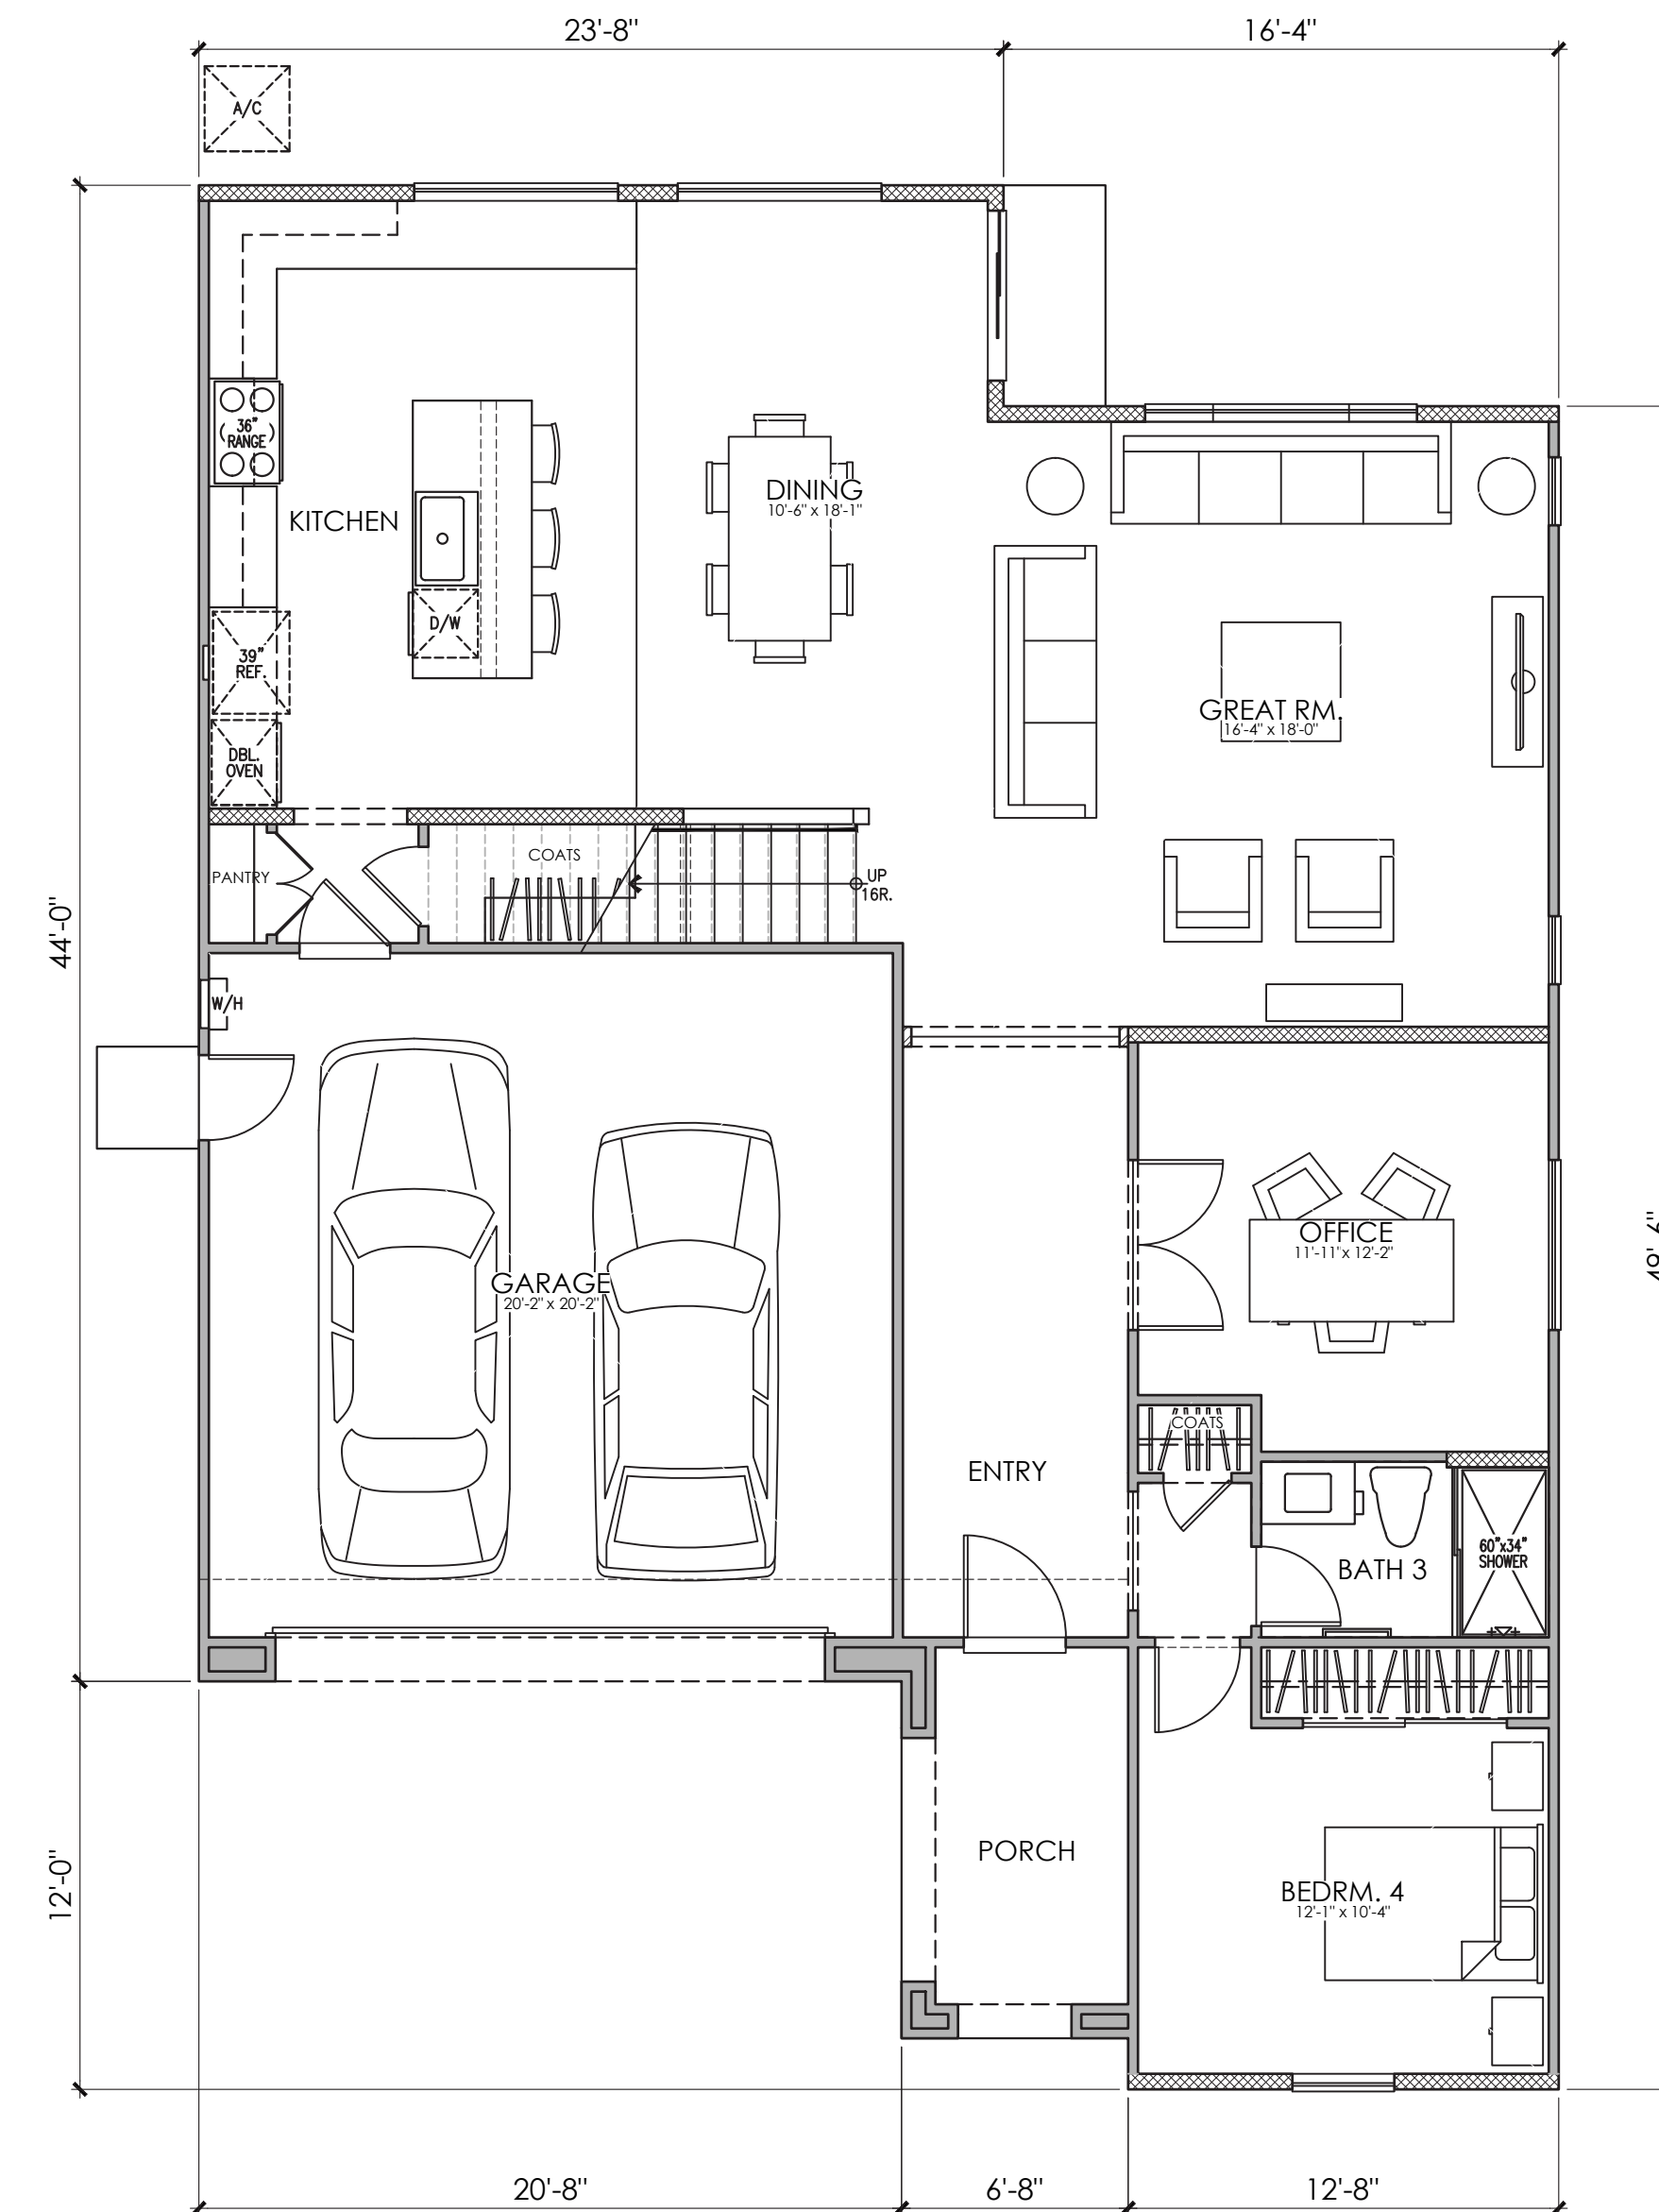 23'-8"
16'-4"
A/C
36"
RANGE
KITCHEN
DINING
10'-6" x 18'-1"
D/W
39"
REF.
DBL.
OVEN
GREAT RM.
16'-4" x 18'-0"
COATS
PANTRY
UP
16R.
44'-0"
W/H
OFFICE
11'-11"x 12'-2"
GARAGE
20'-2" x 20'-2"
COATS
ENTRY
60"x34"
SHOWER
BATH 3
PORCH
12'-0"
BEDRM. 4
12'-1" x 10'-4"
20'-8"
6'-8"
12'-8"